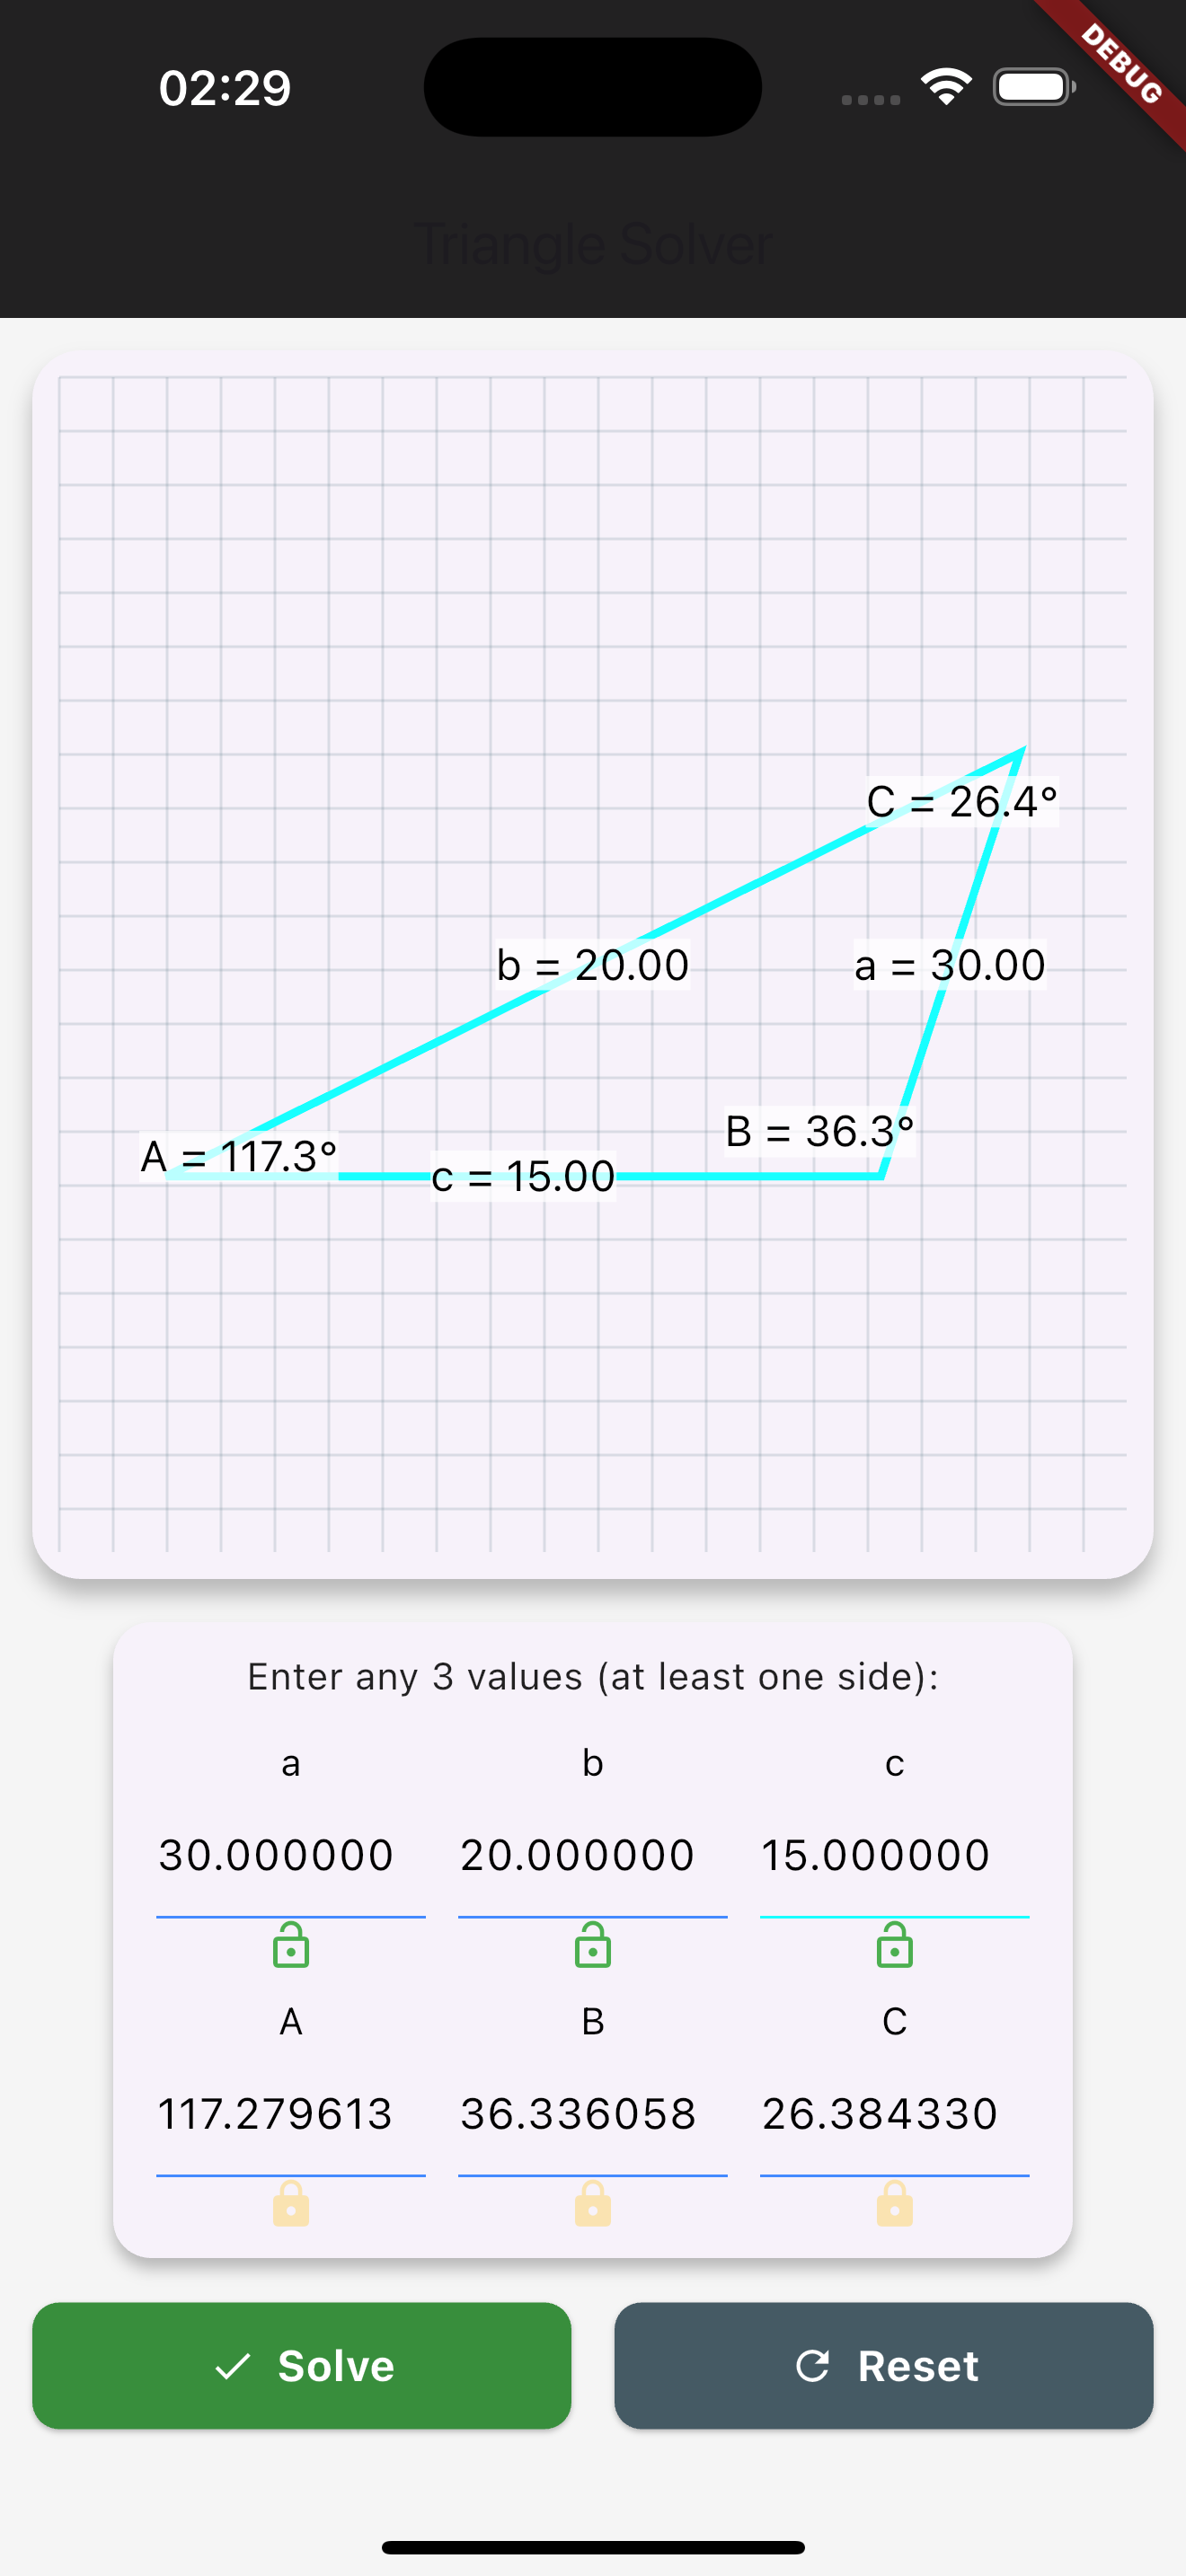 02:29
DEBUG
Triangle Solver
C = 26.4°
b = 20.00 a = 30.00
B = 36.3°
A = 117.3°
c = 15.00
Enter any 3 values (at least one side):
a b c
30.000000 20.000000 15.000000
A B C
117.279613 36.336058 26.384330
Solve Reset